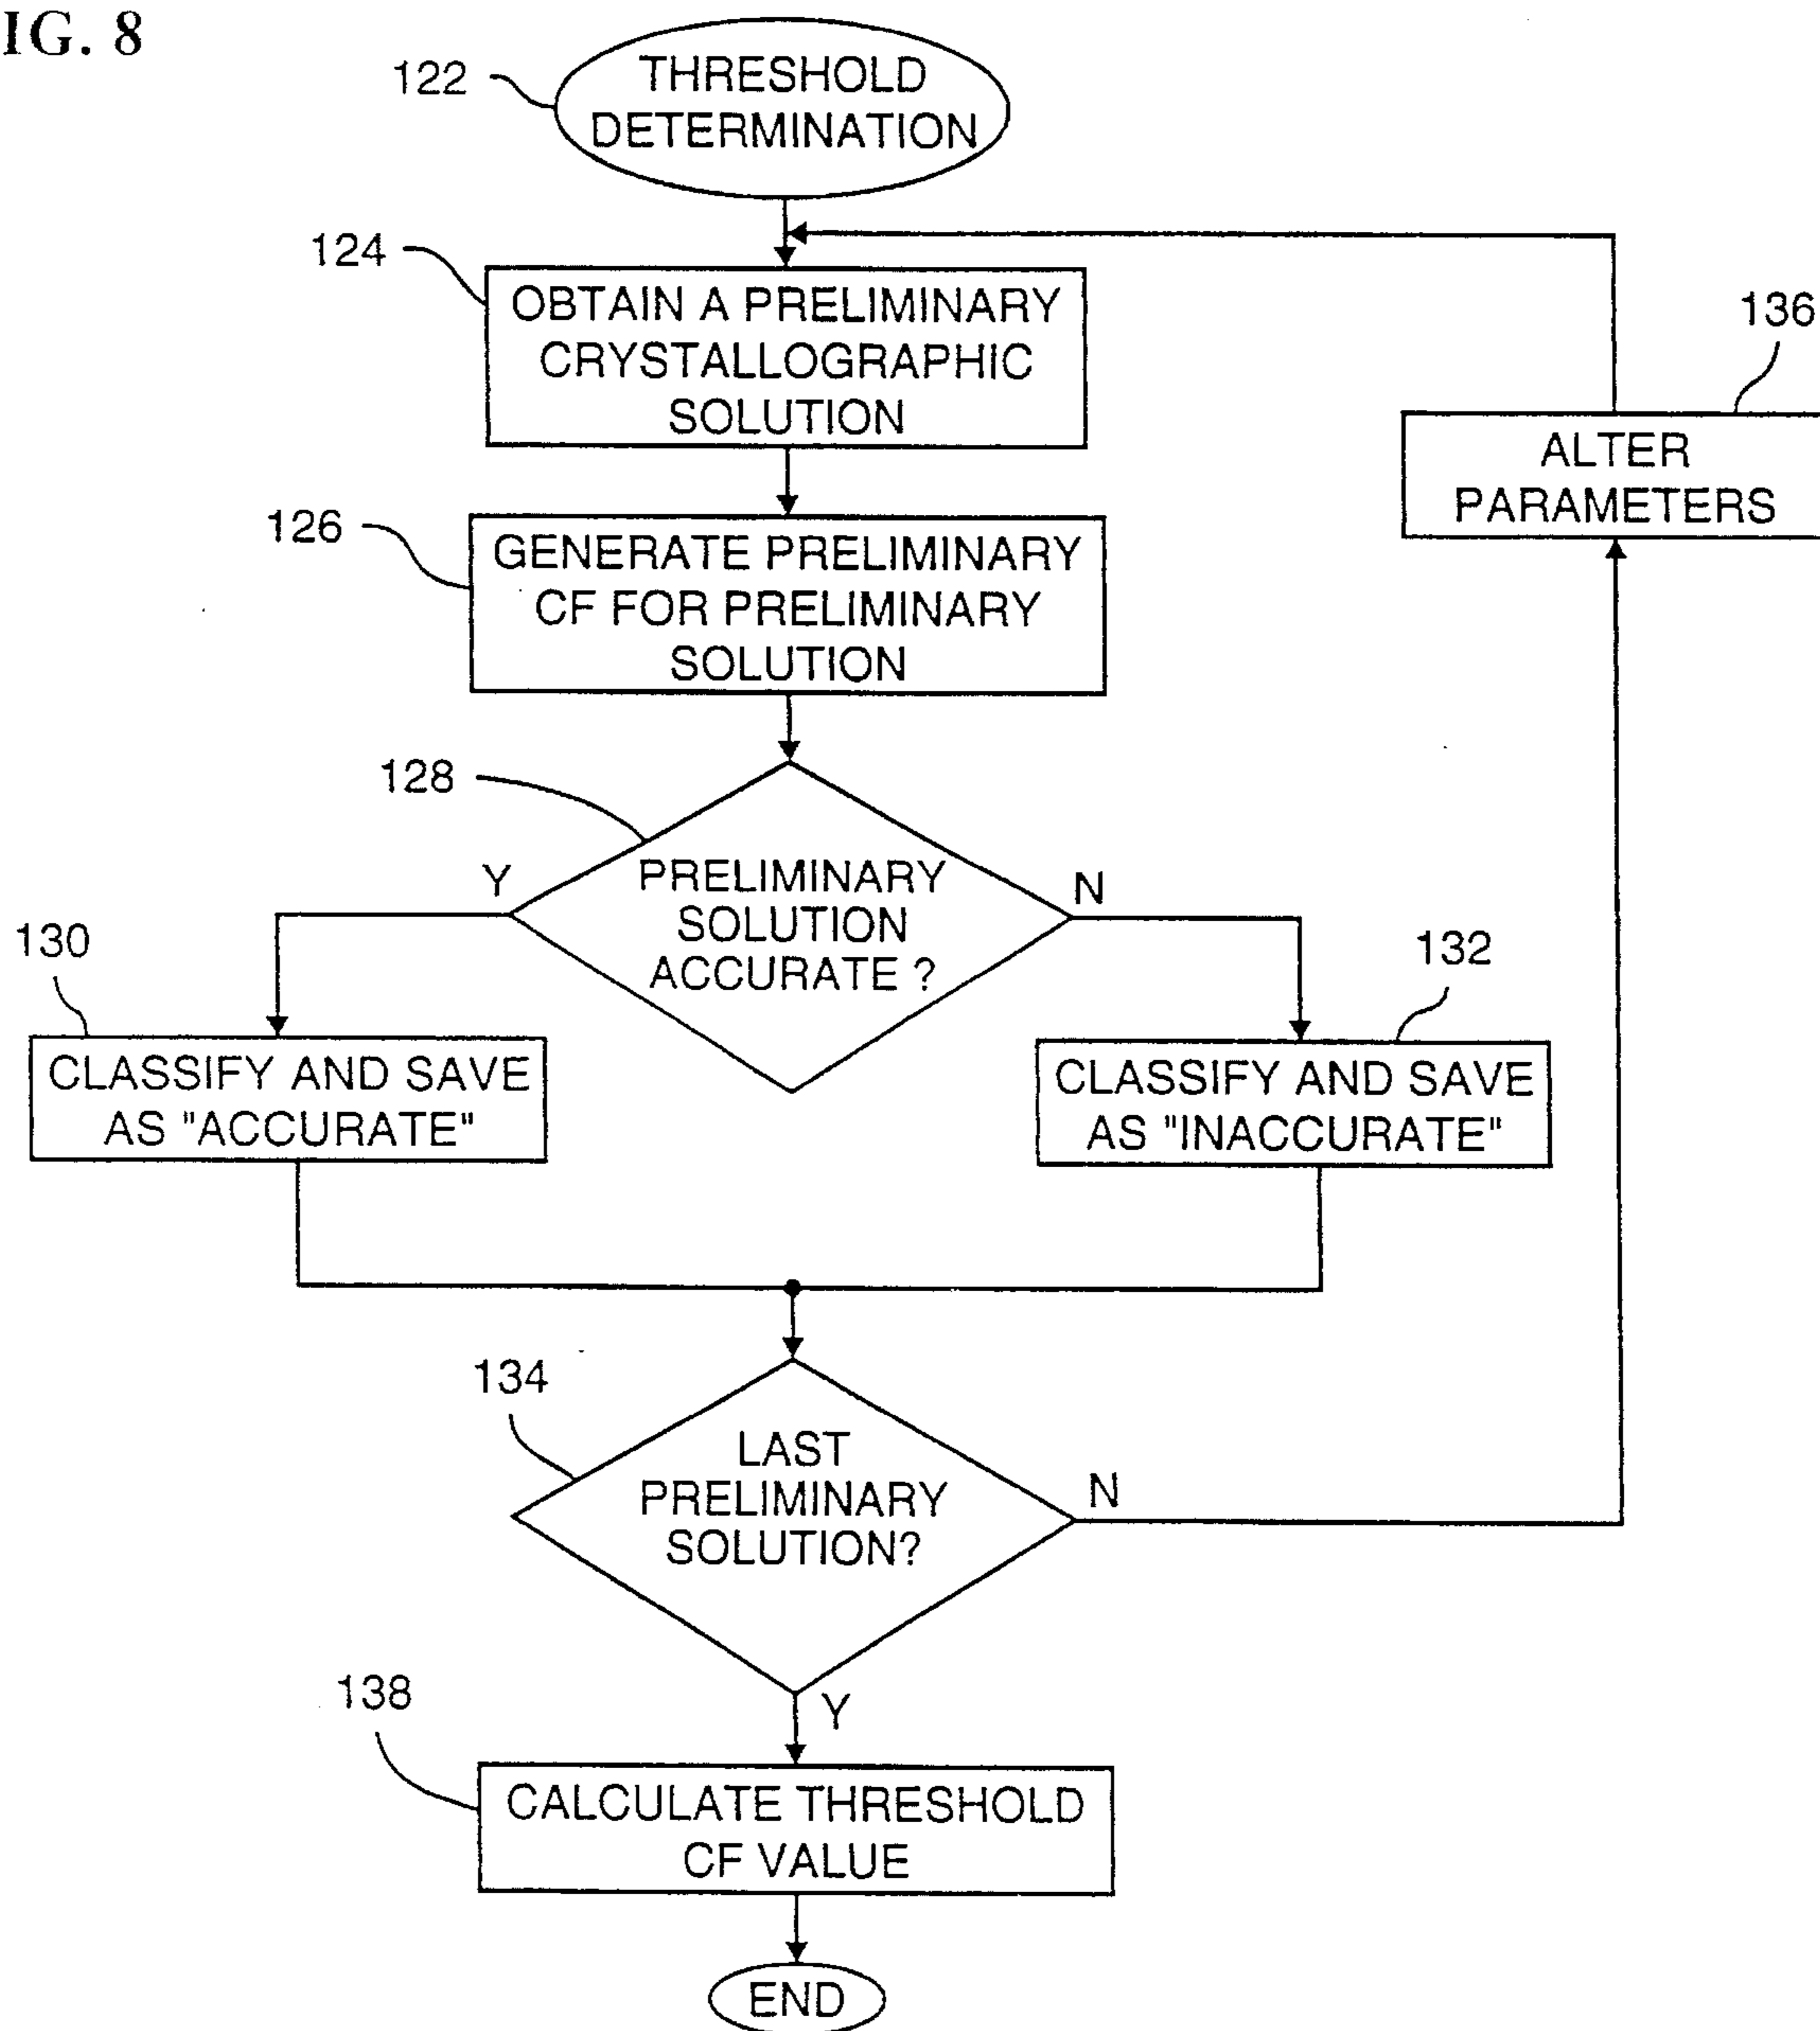 IG. 8
122
THRESHOLD
DETERMINATION
124
OBTAIN A PRELIMINARY
CRYSTALLOGRAPHIC
SOLUTION
136
ALTER
PARAMETERS
126
GENERATE PRELIMINARY
CF FOR PRELIMINARY
SOLUTION
128
Y
PRELIMINARY
SOLUTION
ACCURATE ?
N
130
CLASSIFY AND SAVE
AS "ACCURATE"
132
CLASSIFY AND SAVE
AS "INACCURATE"
134
LAST
PRELIMINARY
SOLUTION?
N
Y
138
CALCULATE THRESHOLD
CF VALUE
END